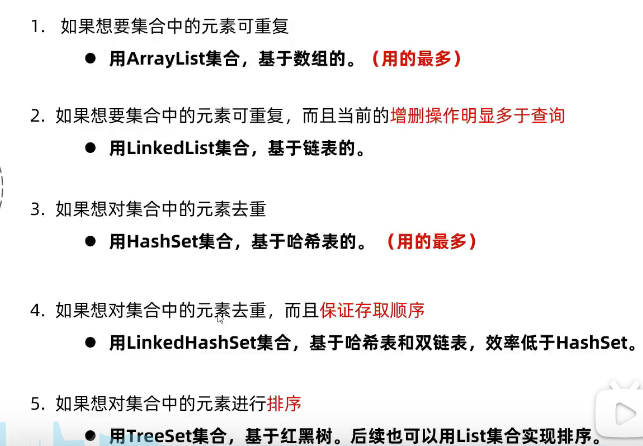 1. 如果想要集合中的元素可重复
● 用ArrayList集合，基于数组的。（用的最多）
2. 如果想要集合中的元素可重复，而且当前的增删操作明显多于查询
● 用LinkedList集合，基于链表的。
3. 如果想对集合中的元素去重
● 用HashSet集合，基于哈希表的。（用的最多）
4. 如果想对集合中的元素去重，而且保证存取顺序
● 用LinkedHashSet集合，基于哈希表和双链表，效率低于HashSet。
5. 如果想对集合中的元素进行排序
● 用TreeSet集合，基于红黑树。后续也可以用List集合实现排序。